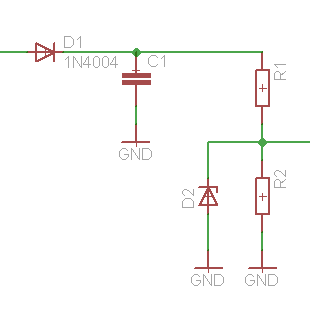 D1
1N4004
C1
GND
R1
D2
R2
GND
GND